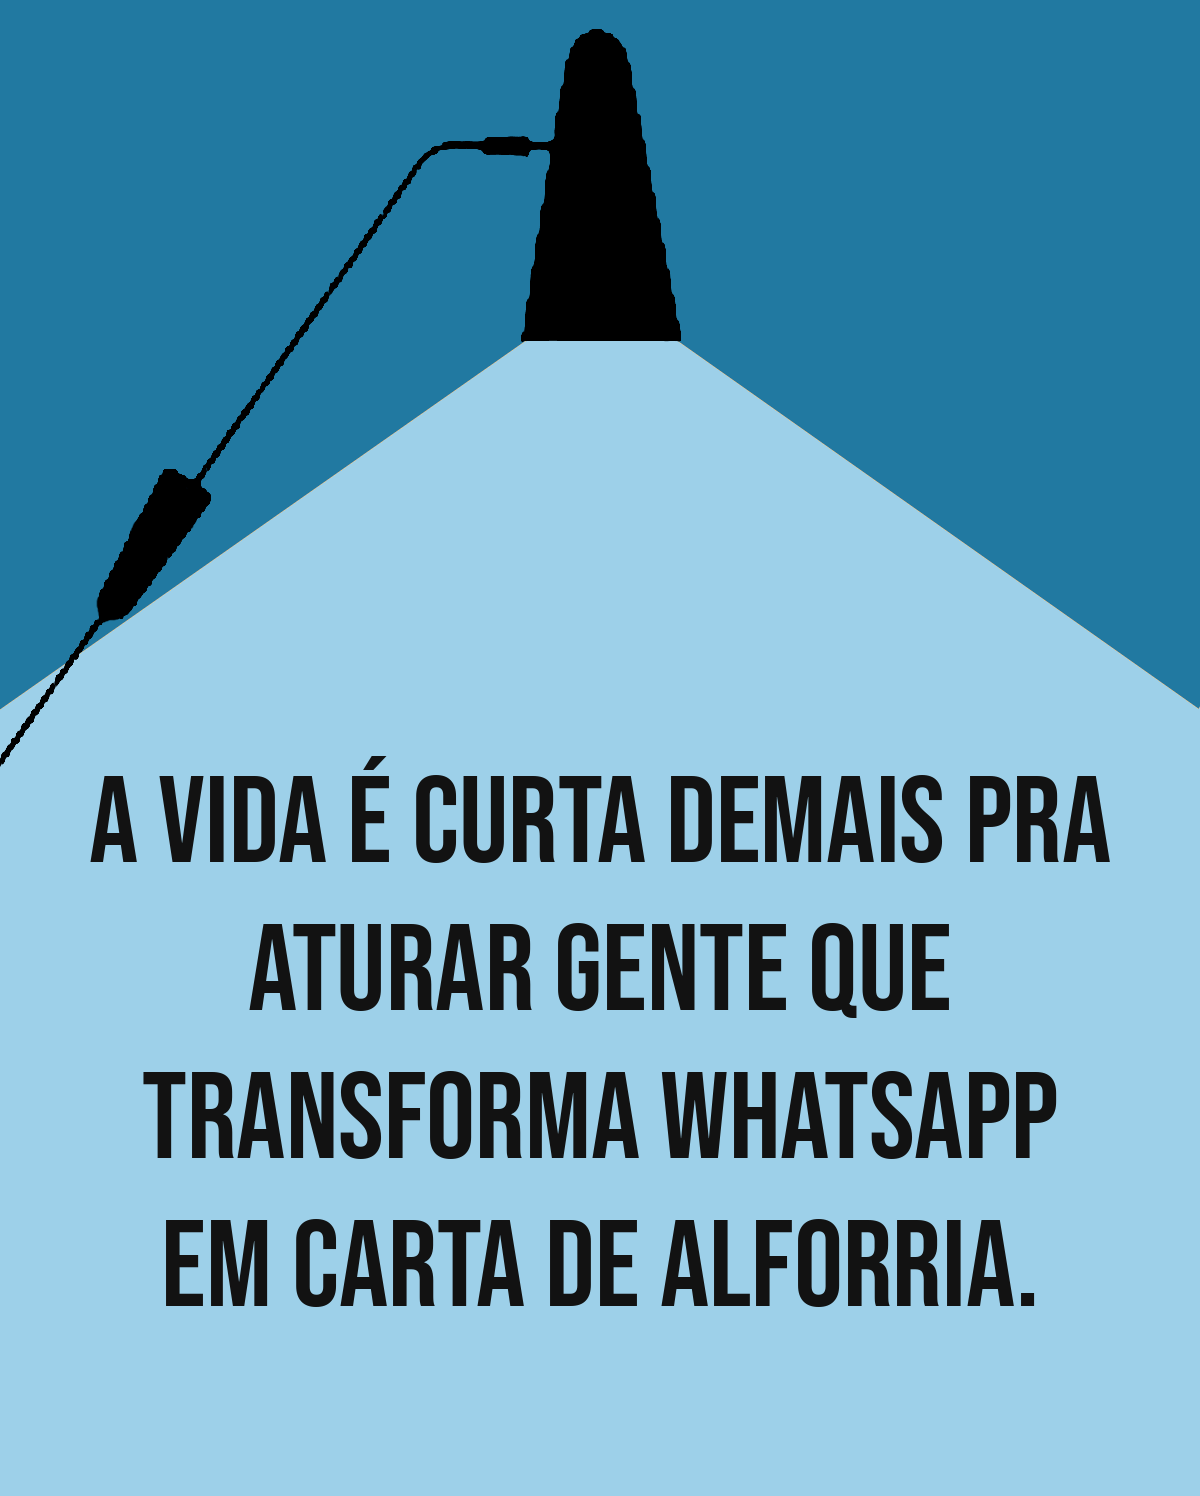 A VIDA É CURTA DEMAIS PRA
ATURAR GENTE QUE
TRANSFORMA WHATSAPP
EM CARTA DE ALFORRIA.